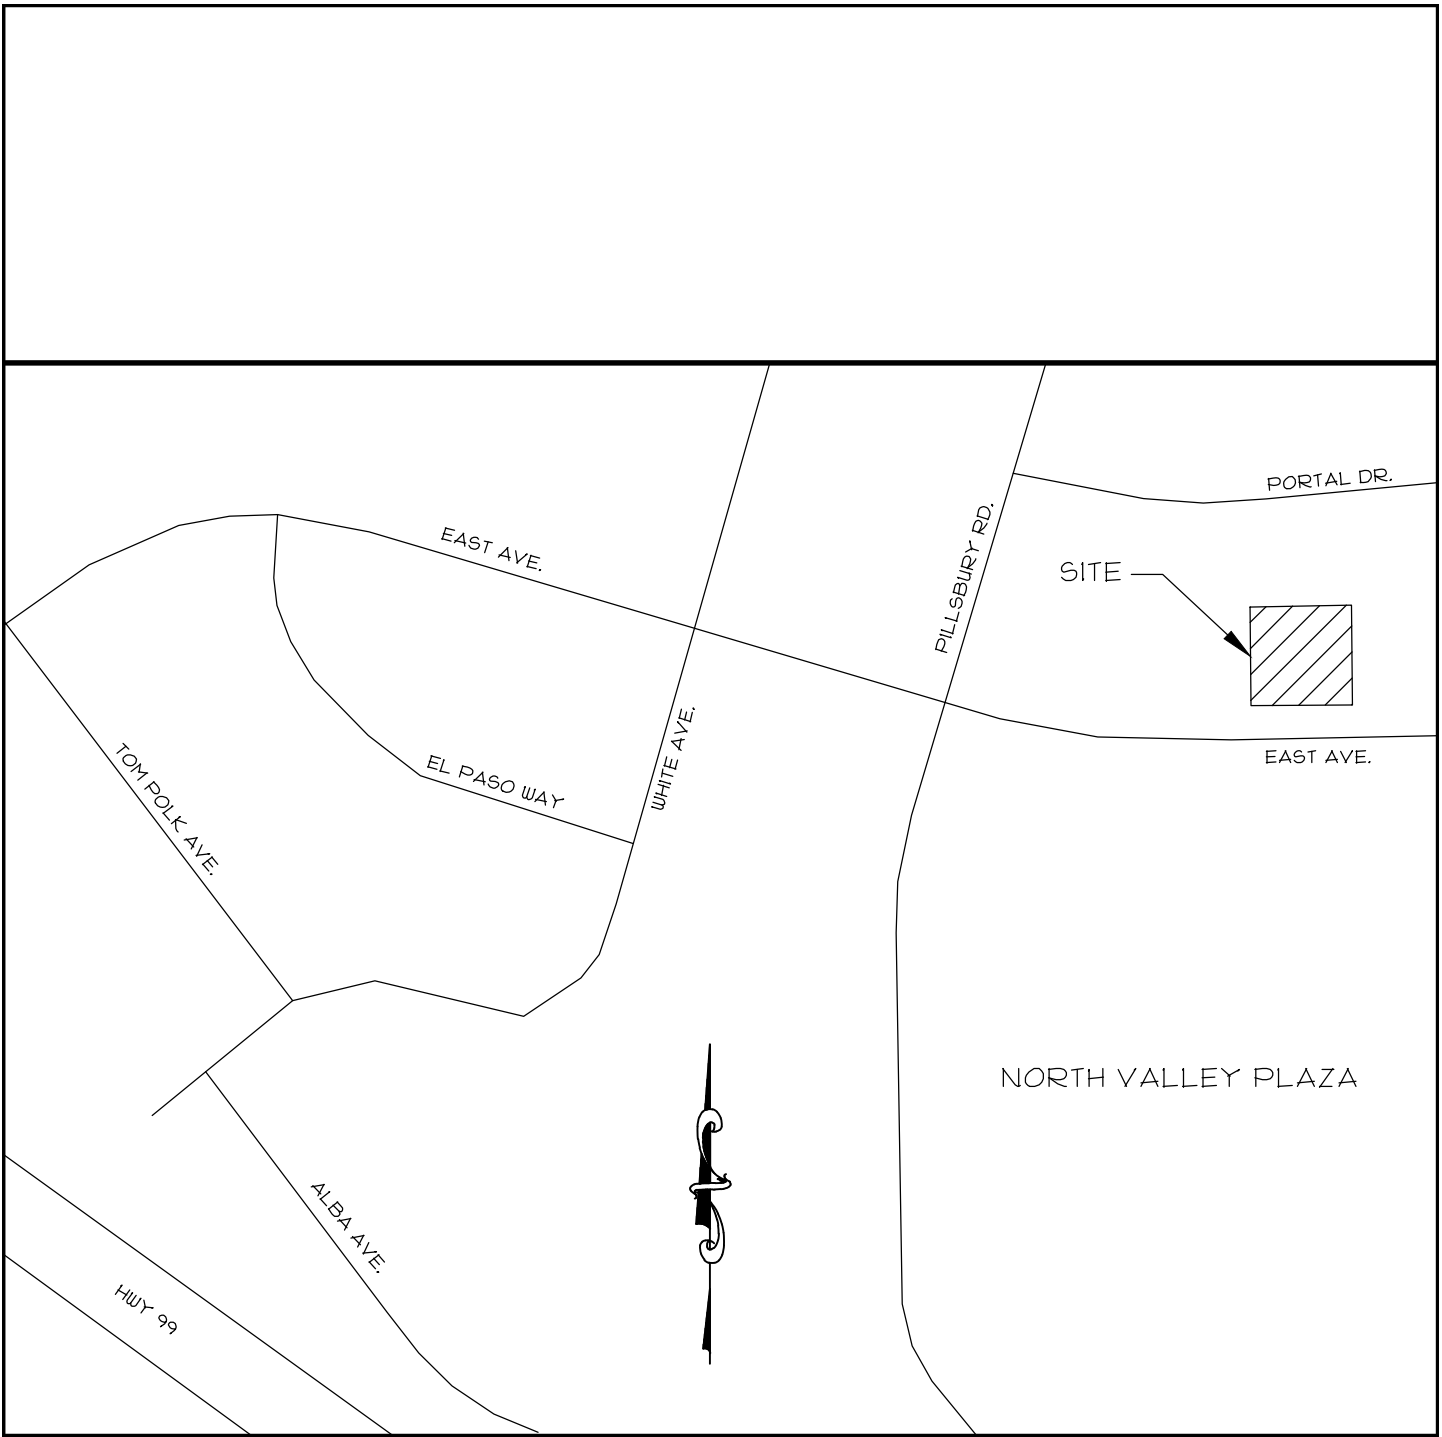 PORTAL DR.
PILLSBURY RD.
EAST AVE.
SITE
WHITE AVE.
EAST AVE.
EL PASO WAY
TOM POLK AVE.
NORTH VALLEY PLAZA
ALBA AVE.
HWY 99